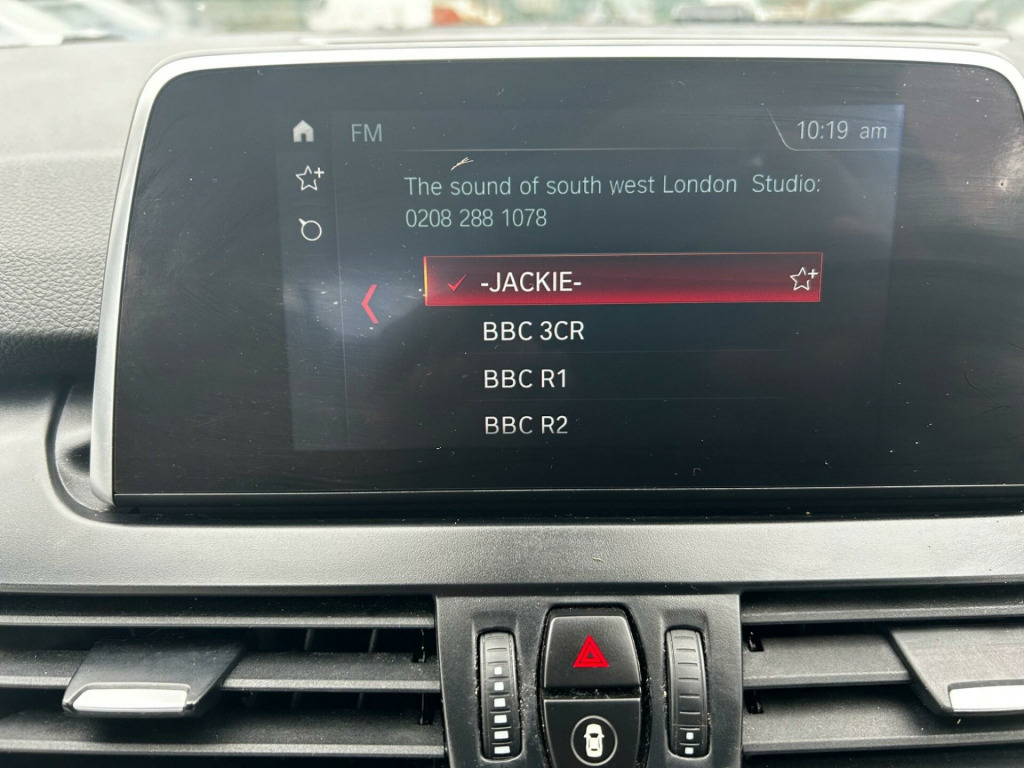 FM
10:19 am
The sound of south west London Studio:
0208 288 1078
-JACKIE-
BBC 3CR
BBC R1
BBC R2